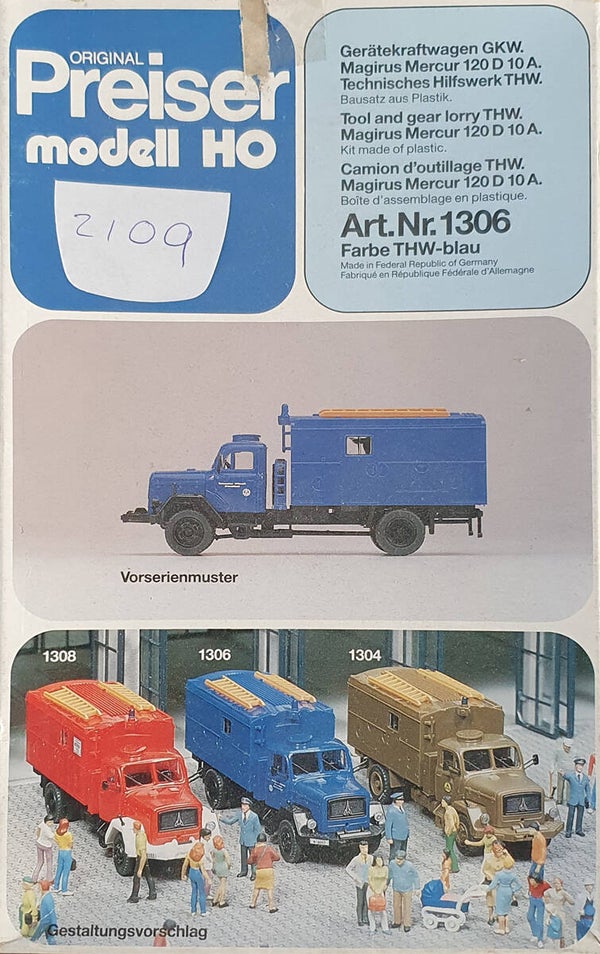 ORIGINAL
Preiser
modell HO
2109
Gerätekraftwagen GKW.
Magirus Mercur 120 D 10 A.
Technisches Hilfswerk THW.
Bausatz aus Plastik.
Tool and gear lorry THW.
Magirus Mercur 120 D 10 A.
Kit made of plastic.
Camion d'outillage THW.
Magirus Mercur 120 D 10 A.
Boîte d'assemblage en plastique.
Art.Nr.1306
Farbe THW-blau
Made in Federal Republic of Germany
Fabriqué en République Fédérale d'Allemagne
Vorserienmuster
1308
1306
1304
Gestaltungsvorschlag